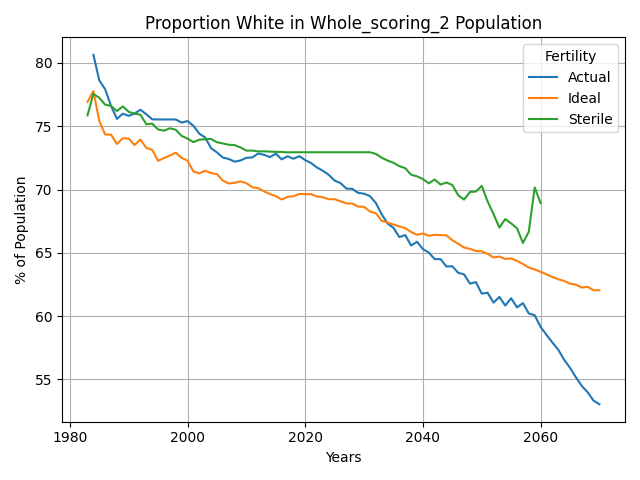 Proportion White in Whole_scoring_2 Population
Fertility
Actual
Ideal
Sterile
% of Population
80
75
70
65
60
55
1980
2000
2020
2040
2060
Years